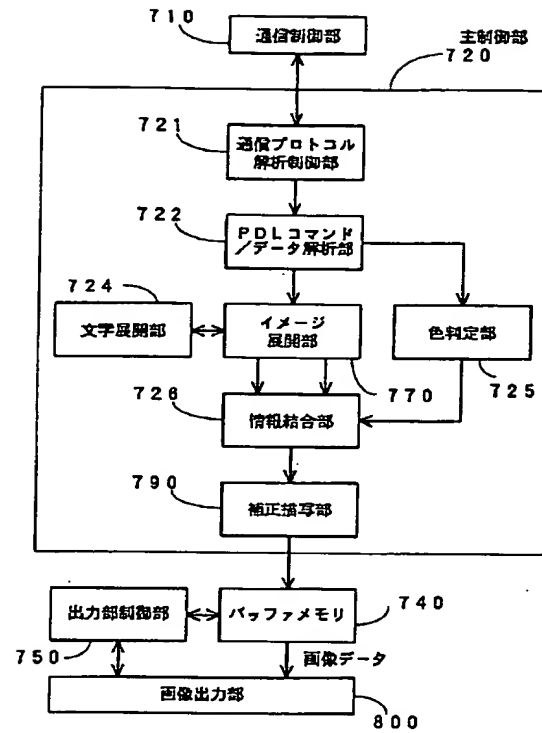 710
通信制御部
主制御部
720
721
通信プロトコル
解析制御部
722
PDLコマンド
/データ解析部
724
文字展開部
イメージ
展開部
色判定部
770
725
726
情報結合部
790
補正描写部
出力部制御部
バッファメモリ
740
750
画像データ
画像出力部
800